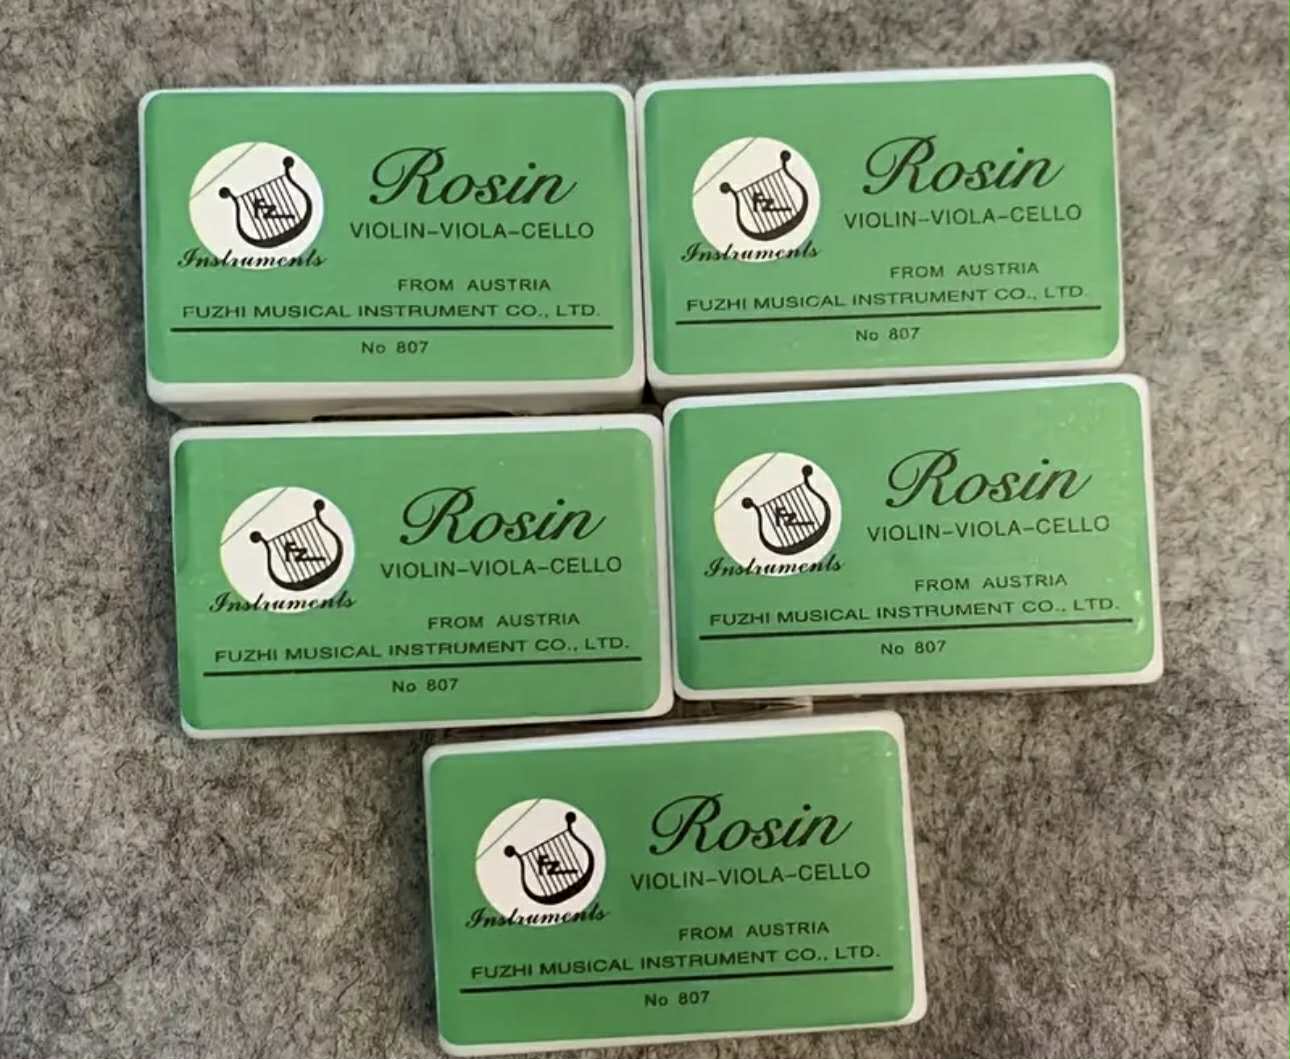 Rosin
VIOLIN-VIOLA-CELLO
FZ
Instruments
FROM AUSTRIA
FUZHI MUSICAL INSTRUMENT CO., LTD.
No 807
Rosin
VIOLIN-VIOLA-CELLO
FZ
Instruments
FROM AUSTRIA
FUZHI MUSICAL INSTRUMENT CO., LTD.
No 807
Rosin
VIOLIN-VIOLA-CELLO
FZ
Instruments
FROM AUSTRIA
FUZHI MUSICAL INSTRUMENT CO., LTD.
No 807
Rosin
VIOLIN-VIOLA-CELLO
FZ
Instruments
FROM AUSTRIA
FUZHI MUSICAL INSTRUMENT CO., LTD.
No 807
Rosin
VIOLIN-VIOLA-CELLO
FZ
Instruments
FROM AUSTRIA
FUZHI MUSICAL INSTRUMENT CO., LTD.
No 807